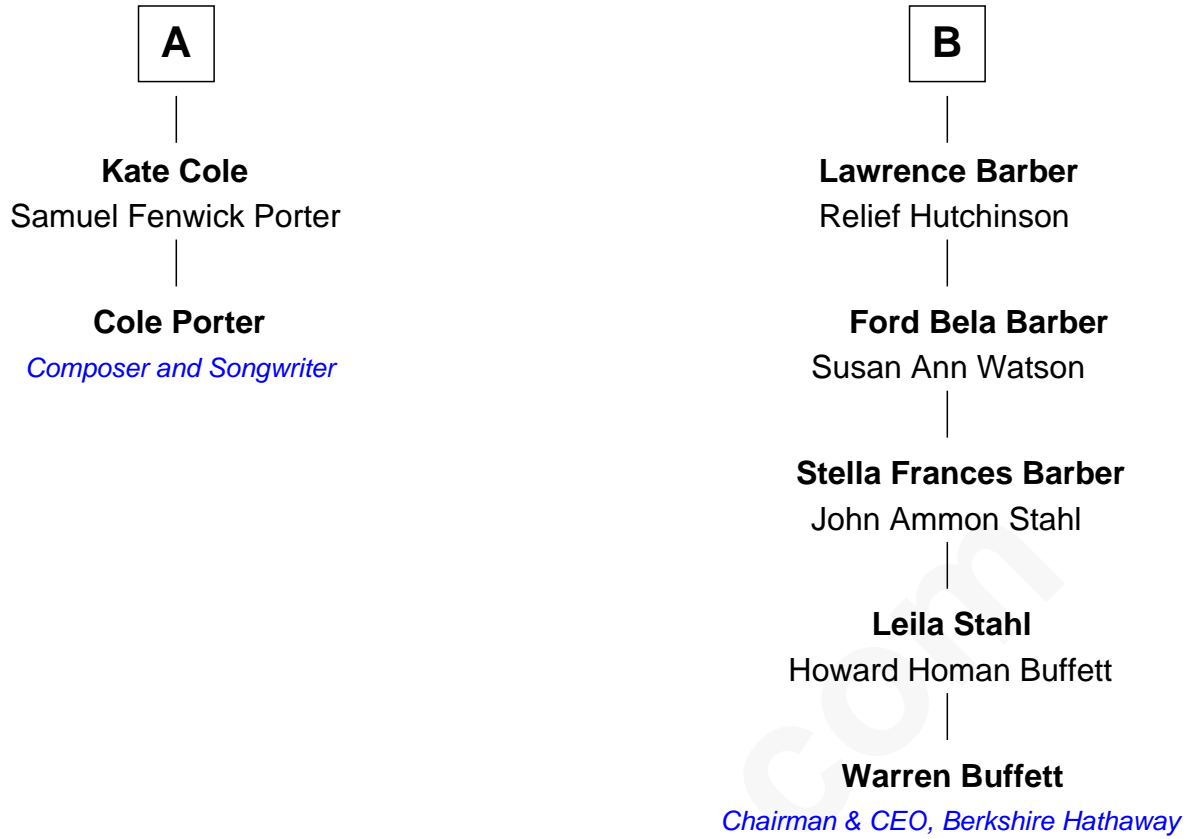 A
Kate Cole
Samuel Fenwick Porter
Cole Porter
Composer and Songwriter
B
Lawrence Barber
Relief Hutchinson
Ford Bela Barber
Susan Ann Watson
Stella Frances Barber
John Ammon Stahl
Leila Stahl
Howard Homan Buffett
Warren Buffett
Chairman & CEO, Berkshire Hathaway
com